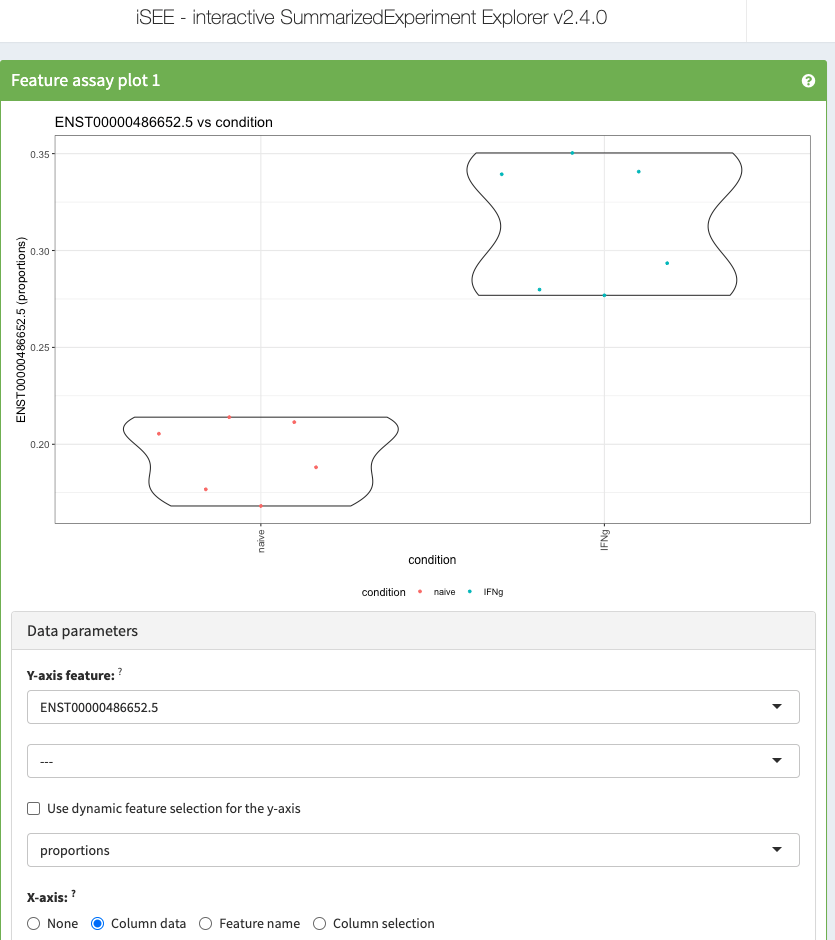 iSEE - interactive SummarizedExperiment Explorer v2.4.0
Feature assay plot 1
?
ENST00000486652.5 vs condition
ENST00000486652.5 (proportions)
0.35
0.30
0.25
0.20
naive
IFNg
condition
condition naive IFNg
Data parameters
Y-axis feature: ?
ENST00000486652.5
---
Use dynamic feature selection for the y-axis
proportions
X-axis: ?
None Column data Feature name Column selection